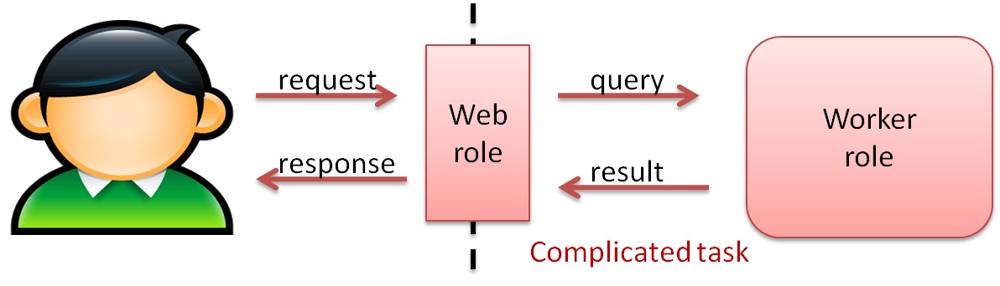 request
response
Web
role
query
result
Complicated task
Worker
role